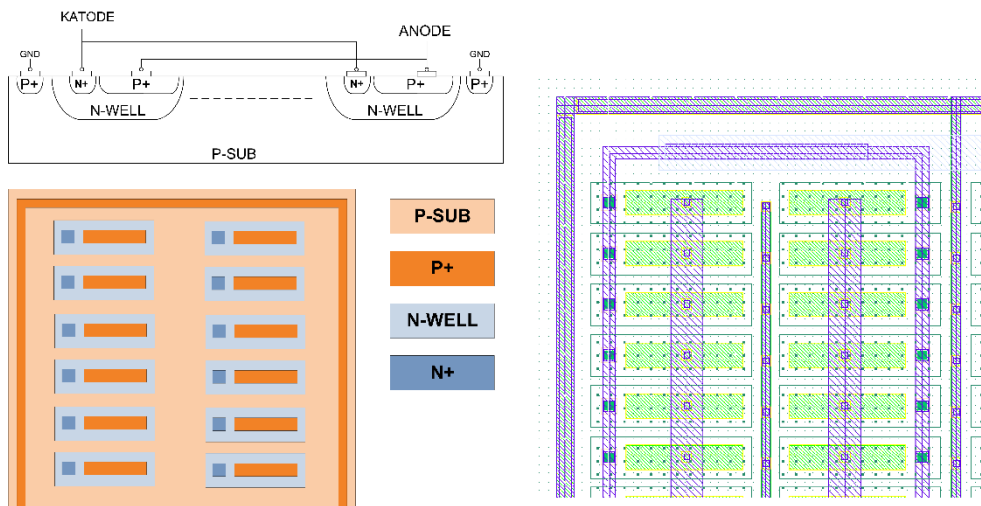 KATODE
ANODE
GND
GND
P+
N+
P+
N+
P+
P+
N-WELL
N-WELL
P-SUB
P-SUB
P+
N-WELL
N+